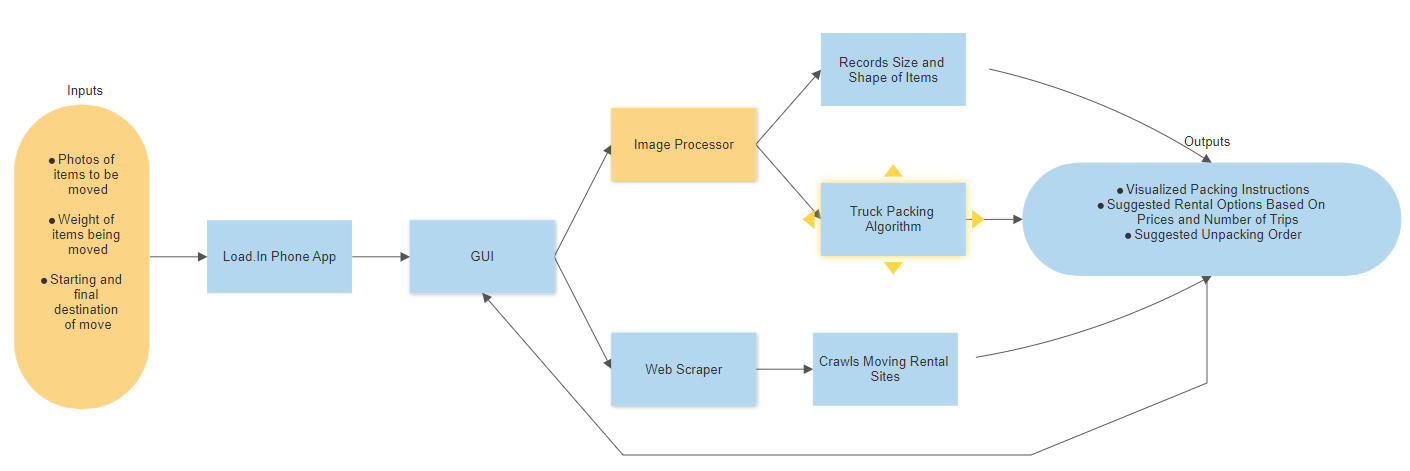 Inputs
● Photos of
items to be
moved
● Weight of
items being
moved
● Starting and
final
destination
of move
Load.In Phone App
GUI
Image Processor
Web Scraper
Records Size and
Shape of Items
Truck Packing
Algorithm
Crawls Moving Rental
Sites
Outputs
● Visualized Packing Instructions
● Suggested Rental Options Based On
Prices and Number of Trips
● Suggested Unpacking Order